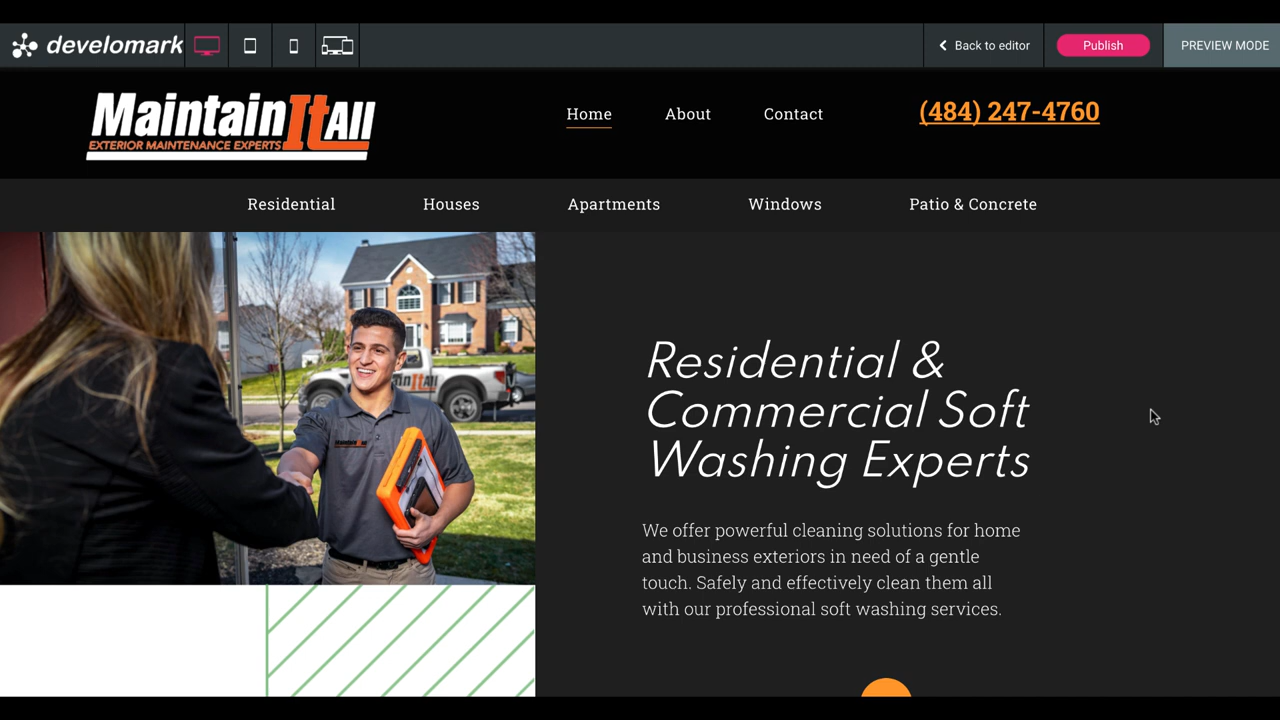 develomark
Back to editor
Publish
PREVIEW MODE
MaintainItAll
EXTERIOR MAINTENANCE EXPERTS
Home
About
Contact
(484) 247-4760
Residential
Houses
Apartments
Windows
Patio & Concrete
Residential &
Commercial Soft
Washing Experts
We offer powerful cleaning solutions for home
and business exteriors in need of a gentle
touch. Safely and effectively clean them all
with our professional soft washing services.